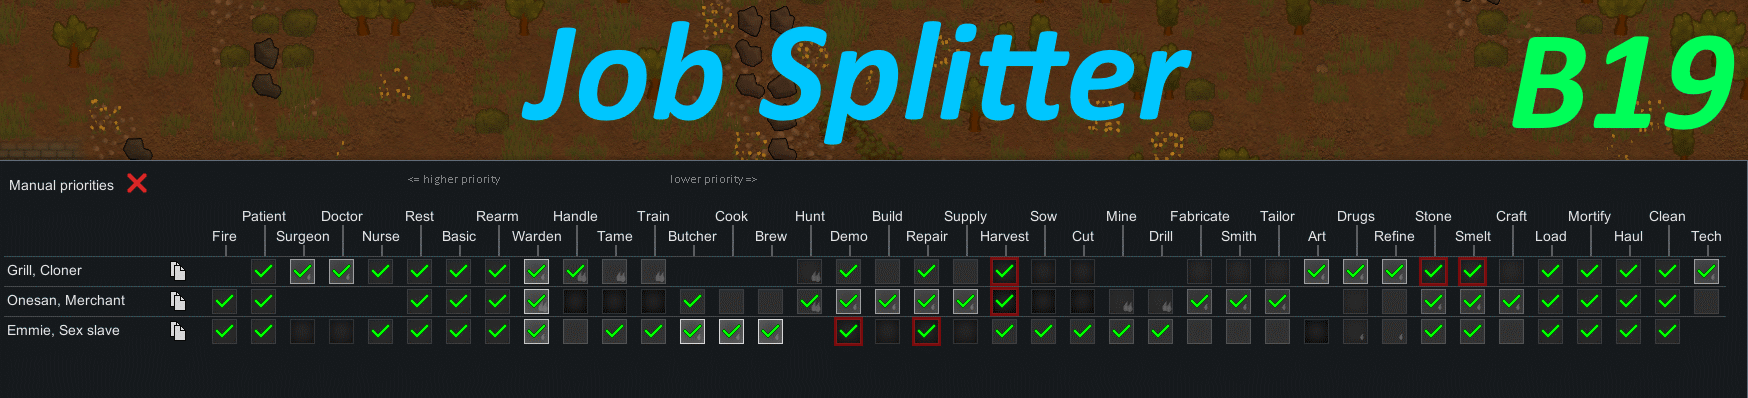 Job Splitter
B19
Manual priorities
<= higher priority
lower priority =>
Patient Doctor Rest Rearm Handle Train Cook Hunt Build Supply Sow Mine Fabricate Tailor Drugs Stone Craft Mortify Clean
Fire Surgeon Nurse Basic Warden Tame Butcher Brew Demo Repair Harvest Cut Drill Smith Art Refine Smelt Load Haul Tech
Grill, Cloner
Onesan, Merchant
Emmie, Sex slave